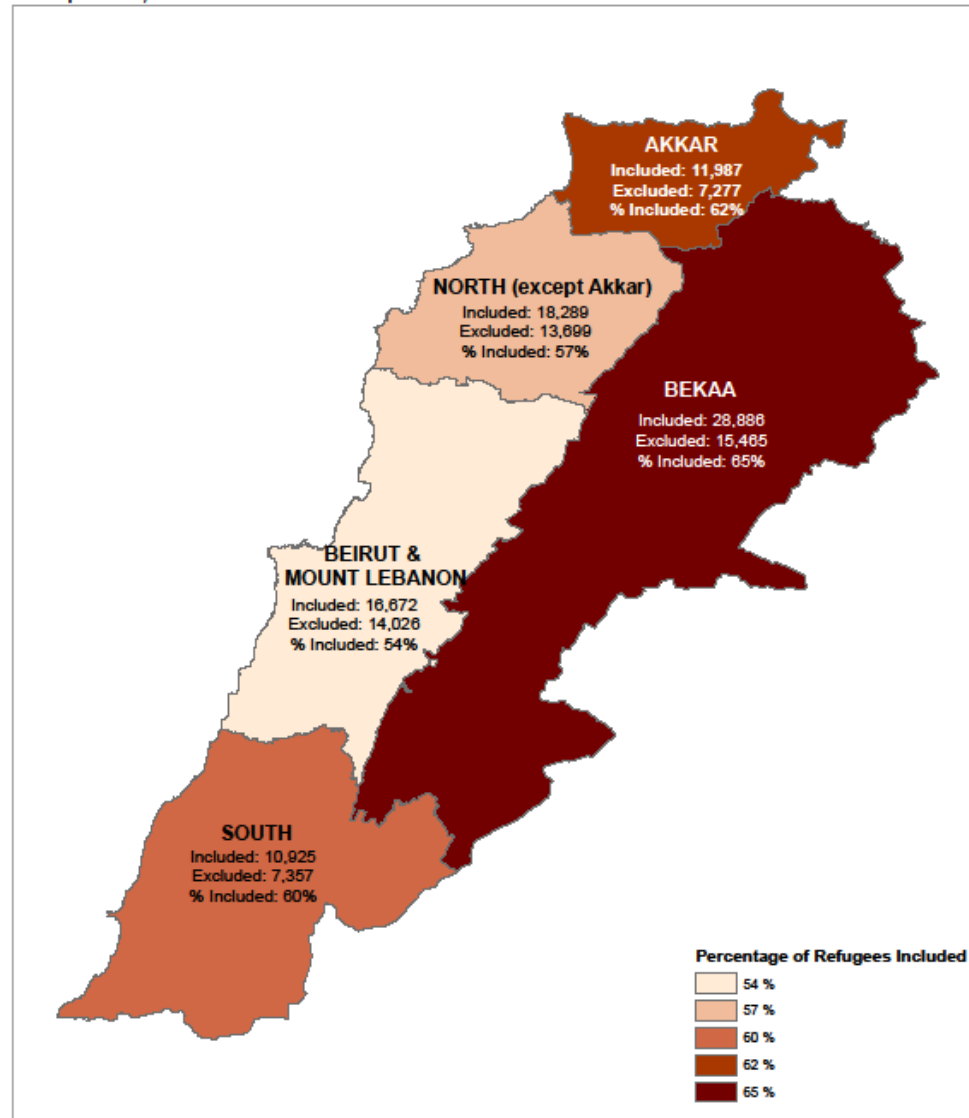 AKKAR
Included: 11,987
Excluded: 7,277
% Included: 62%
NORTH (except Akkar)
Included: 18,289
Excluded: 13,699
% Included: 57%
BEKAA
Included: 28,886
Excluded: 15,465
% Included: 65%
BEIRUT &
MOUNT LEBANON
Included: 16,672
Excluded: 14,026
% Included: 54%
SOUTH
Included: 10,925
Excluded: 7,357
% Included: 60%
Percentage of Refugees Included
54 %
57 %
60 %
62 %
65 %